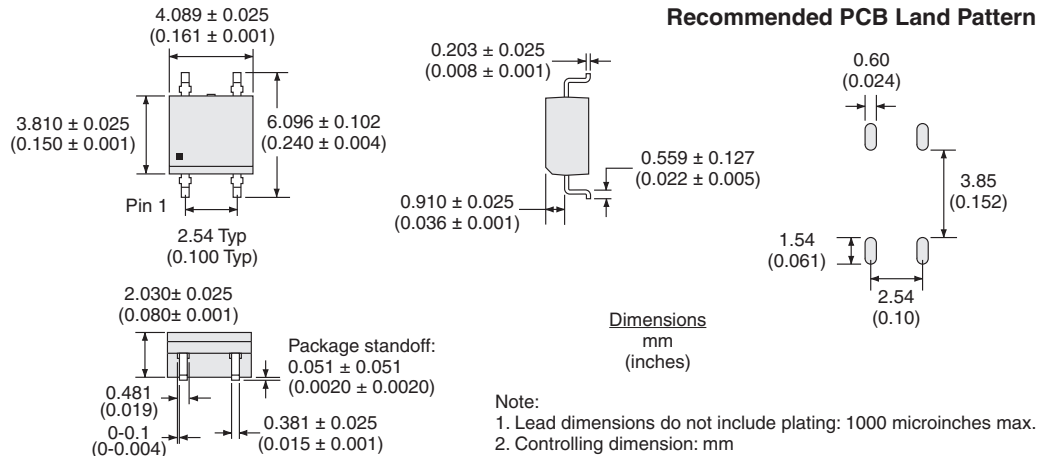 4.089 ± 0.025
(0.161 ± 0.001)
3.810 ± 0.025
(0.150 ± 0.001)
6.096 ± 0.102
(0.240 ± 0.004)
Pin 1
2.54 Typ
(0.100 Typ)
0.203 ± 0.025
(0.008 ± 0.001)
0.559 ± 0.127
(0.022 ± 0.005)
0.910 ± 0.025
(0.036 ± 0.001)
Recommended PCB Land Pattern
0.60
(0.024)
3.85
(0.152)
1.54
(0.061)
2.54
(0.10)
2.030± 0.025
(0.080± 0.001)
Package standoff:
0.051 ± 0.051
(0.0020 ± 0.0020)
0.481
(0.019)
0-0.1
(0-0.004)
0.381 ± 0.025
(0.015 ± 0.001)
Dimensions
mm
(inches)
Note:
1. Lead dimensions do not include plating: 1000 microinches max.
2. Controlling dimension: mm